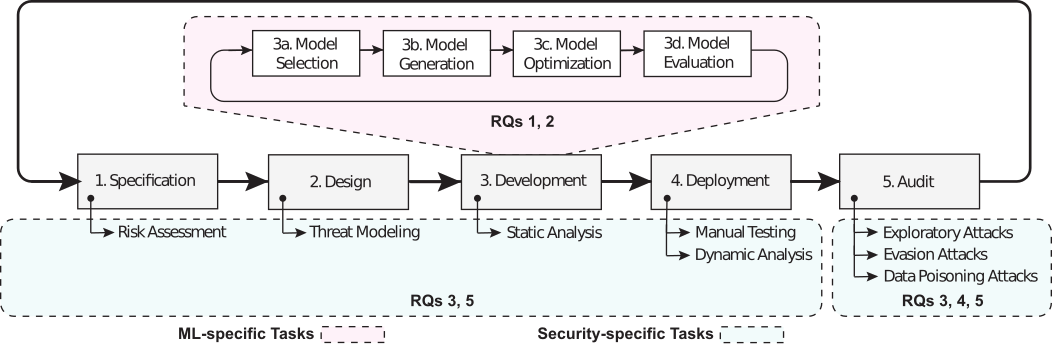 3a. Model
Selection
3b. Model
Generation
3c. Model
Optimization
3d. Model
Evaluation
RQs 1, 2
1. Specification
2. Design
3. Development
4. Deployment
5. Audit
Risk Assessment
Threat Modeling
Static Analysis
Manual Testing
Dynamic Analysis
Exploratory Attacks
Evasion Attacks
Data Poisoning Attacks
RQs 3, 5
RQs 3, 4, 5
ML-specific Tasks
Security-specific Tasks